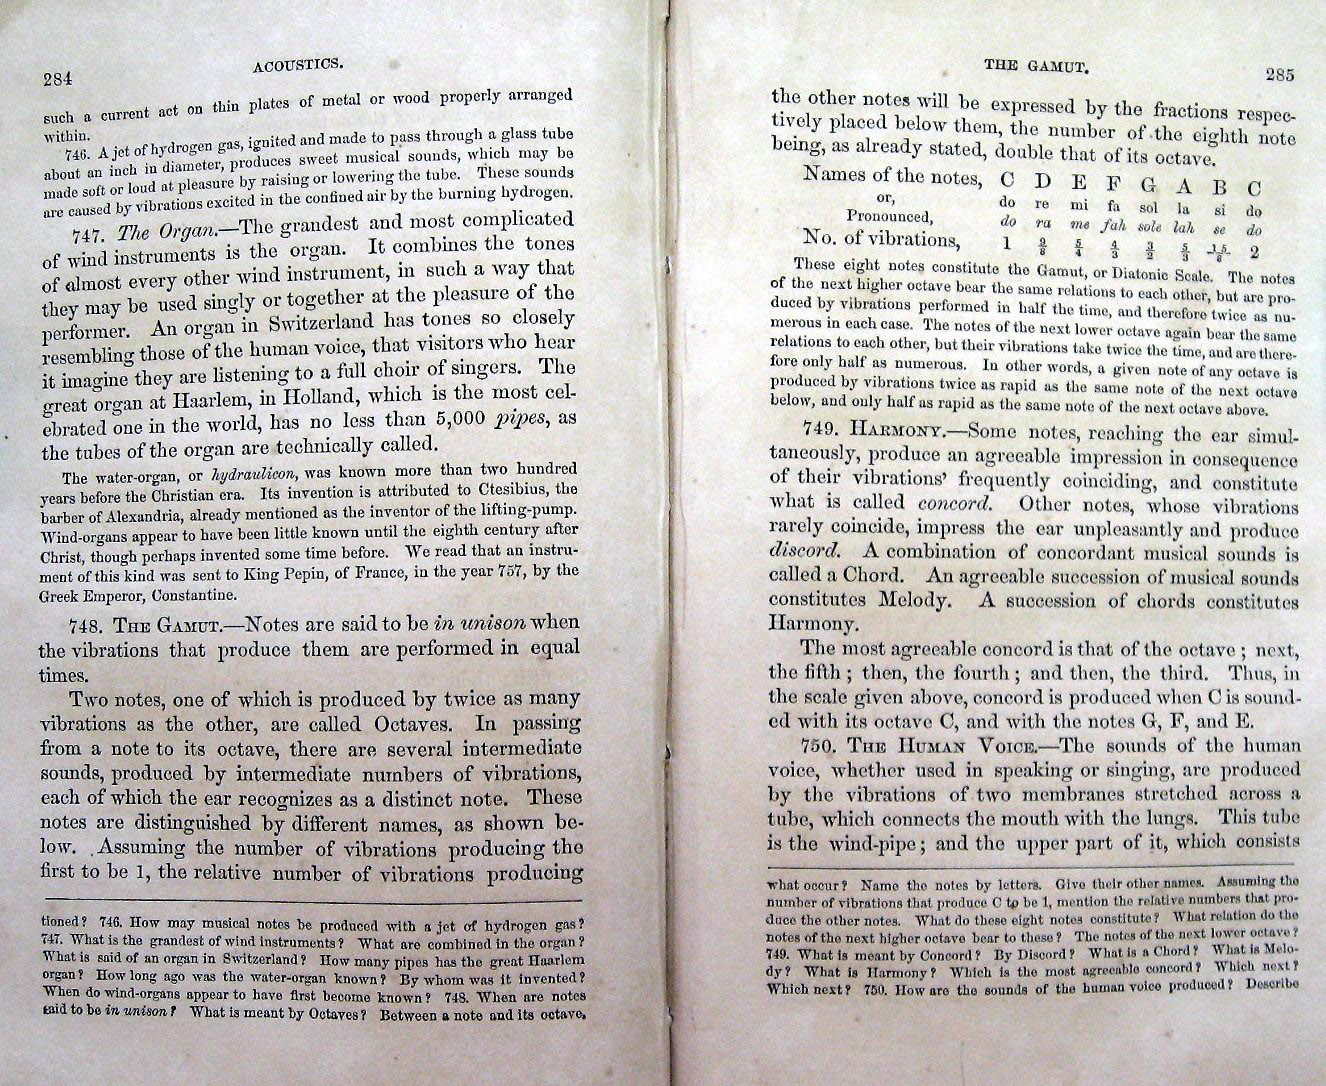 284
ACOUSTICS.
such a current act on thin plates of metal or wood properly arranged
within.
746. A jet of hydrogen gas, ignited and made to pass through a glass tube
about an inch in diameter, produces sweet musical sounds, which may be
made soft or loud at pleasure by raising or lowering the tube. These sounds
are caused by vibrations excited in the confined air by the burning hydrogen.
747. The Organ.—The grandest and most complicated
of wind instruments is the organ. It combines the tones
of almost every other wind instrument, in such a way that
they may be used singly or together at the pleasure of the
performer. An organ in Switzerland has tones so closely
resembling those of the human voice, that visitors who hear
it imagine they are listening to a full choir of singers. The
great organ at Haarlem, in Holland, which is the most cel-
ebrated one in the world, has no less than 5,000 pipes, as
the tubes of the organ are technically called.
The water-organ, or hydraulicon, was known more than two hundred
years before the Christian era. Its invention is attributed to Ctesibius, the
barber of Alexandria, already mentioned as the inventor of the lifting-pump.
Wind-organs appear to have been little known until the eighth century after
Christ, though perhaps invented some time before. We read that an instru-
ment of this kind was sent to King Pepin, of France, in the year 757, by the
Greek Emperor, Constantine.
748. THE GAMUT.—Notes are said to be in unison when
the vibrations that produce them are performed in equal
times.
Two notes, one of which is produced by twice as many
vibrations as the other, are called Octaves. In passing
from a note to its octave, there are several intermediate
sounds, produced by intermediate numbers of vibrations,
each of which the ear recognizes as a distinct note. These
notes are distinguished by different names, as shown be-
low. Assuming the number of vibrations producing the
first to be 1, the relative number of vibrations producing
tioned? 746. How may musical notes be produced with a jet of hydrogen gas?
747. What is the grandest of wind instruments? What are combined in the organ?
What is said of an organ in Switzerland? How many pipes has the great Haarlem
organ? How long ago was the water-organ known? By whom was it invented?
When do wind-organs appear to have first become known? 748. When are notes
said to be in unison? What is meant by Octaves? Between a note and its octave,
THE GAMUT.
285
the other notes will be expressed by the fractions respec-
tively placed below them, the number of the eighth note
being, as already stated, double that of its octave.
Names of the notes, C D E F G A B C
or, do re mi fa sol la si do
Pronounced, do ra me fah sole lah se do
No. of vibrations, 1 9/8 5/4 4/3 3/2 5/3 15/8 2
These eight notes constitute the Gamut, or Diatonic Scale. The notes
of the next higher octave bear the same relations to each other, but are pro-
duced by vibrations performed in half the time, and therefore twice as nu-
merous in each case. The notes of the next lower octave again bear the same
relations to each other, but their vibrations take twice the time, and are there-
fore only half as numerous. In other words, a given note of any octave is
produced by vibrations twice as rapid as the same note of the next octave
below, and only half as rapid as the same note of the next octave above.
749. HARMONY.—Some notes, reaching the ear simul-
taneously, produce an agreeable impression in consequence
of their vibrations' frequently coinciding, and constitute
what is called concord. Other notes, whose vibrations
rarely coincide, impress the ear unpleasantly and produce
discord. A combination of concordant musical sounds is
called a Chord. An agreeable succession of musical sounds
constitutes Melody. A succession of chords constitutes
Harmony.
The most agreeable concord is that of the octave; next,
the fifth; then, the fourth; and then, the third. Thus, in
the scale given above, concord is produced when C is sound-
ed with its octave C, and with the notes G, F, and E.
750. THE HUMAN VOICE.—The sounds of the human
voice, whether used in speaking or singing, are produced
by the vibrations of two membranes stretched across a
tube, which connects the mouth with the lungs. This tube
is the wind-pipe; and the upper part of it, which consists
what occur? Name the notes by letters. Give their other names. Assuming the
number of vibrations that produce C to be 1, mention the relative numbers that pro-
duce the other notes. What do these eight notes constitute? What relation do the
notes of the next higher octave bear to these? The notes of the next lower octave?
749. What is meant by Concord? By Discord? What is a Chord? What is Melo-
dy? What is Harmony? Which is the most agreeable concord? Which next?
Which next? 750. How are the sounds of the human voice produced? Describe